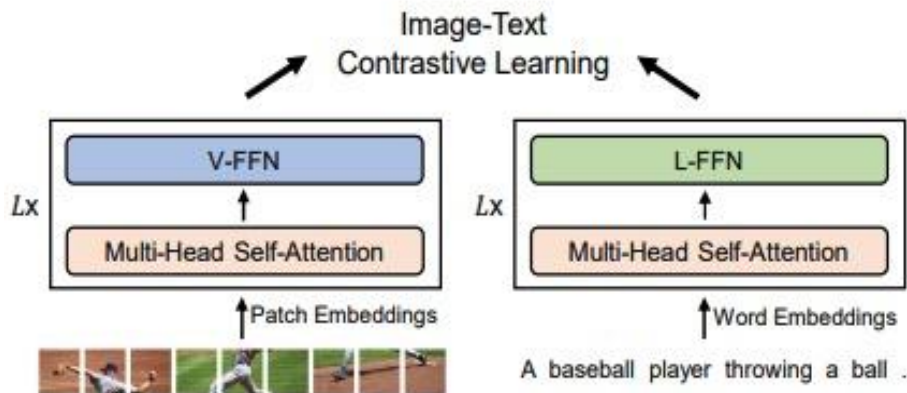 Image-Text
Contrastive Learning
V-FFN
L-FFN
Lx
Lx
Multi-Head Self-Attention
Multi-Head Self-Attention
Patch Embeddings
Word Embeddings
A baseball player throwing a ball .